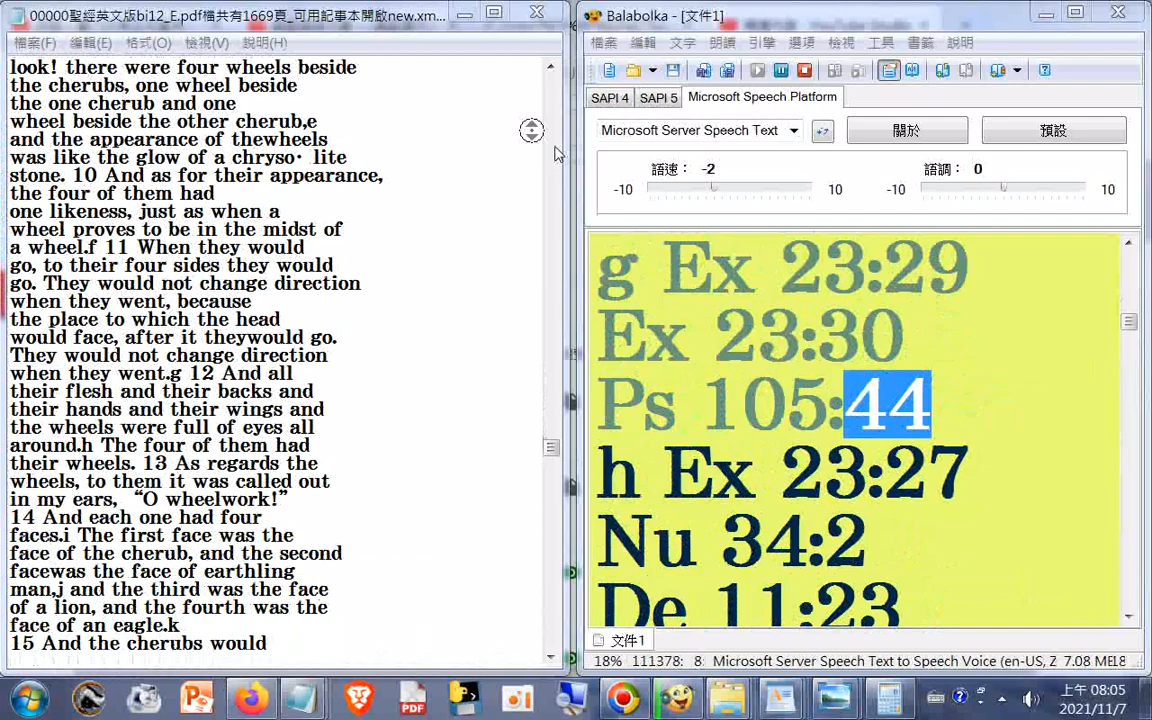 00000聖經英文版bi12_E.pdf檔共有1669頁_可用記事本開啟new.xm...
檔案(F) 編輯(E) 格式(O) 檢視(V) 說明(H)
look! there were four wheels beside
the cherubs, one wheel beside
the one cherub and one
wheel beside the other cherub,e
and the appearance of thewheels
was like the glow of a chryso· lite
stone. 10 And as for their appearance,
the four of them had
one likeness, just as when a
wheel proves to be in the midst of
a wheel.f 11 When they would
go, to their four sides they would
go. They would not change direction
when they went, because
the place to which the head
would face, after it theywould go.
They would not change direction
when they went.g 12 And all
their flesh and their backs and
their hands and their wings and
the wheels were full of eyes all
around.h The four of them had
their wheels. 13 As regards the
wheels, to them it was called out
in my ears, “O wheelwork!”
14 And each one had four
faces.i The first face was the
face of the cherub, and the second
facewas the face of earthling
man,j and the third was the face
of a lion, and the fourth was the
face of an eagle.k
15 And the cherubs would
Balabolka - [文件1]
檔案 編輯 文字 朗讀 引擎 選項 檢視 工具 書籤 說明
SAPI 4 SAPI 5 Microsoft Speech Platform
Microsoft Server Speech Text 關於 預設
語速: -2 語調: 0
-10 10 -10 10
g Ex 23:29
Ex 23:30
Ps 105:44
h Ex 23:27
Nu 34:2
De 11:23
文件1
18% 111378: 8: Microsoft Server Speech Text to Speech Voice (en-US, Z 7.08 MEL8
PDF
上午 08:05
2021/11/7